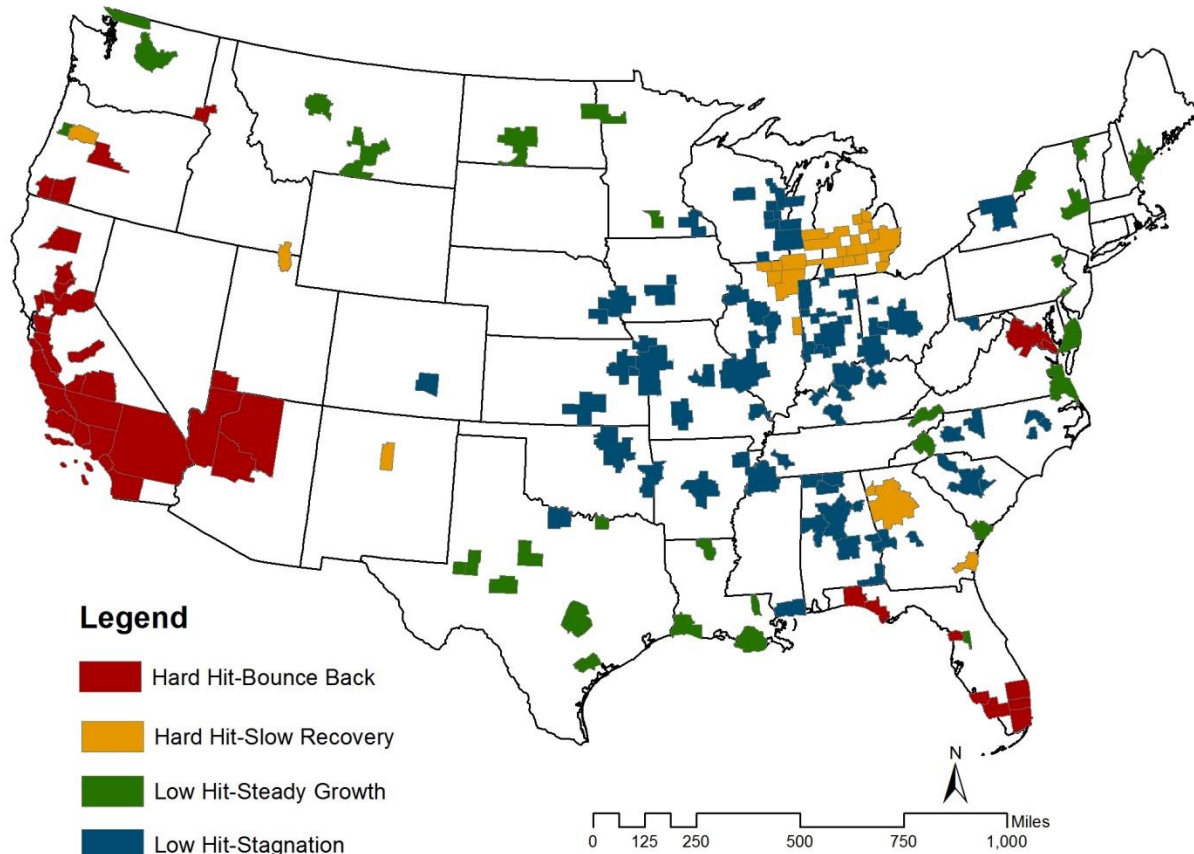 Legend
Hard Hit-Bounce Back
Hard Hit-Slow Recovery
Low Hit-Steady Growth
Low Hit-Stagnation
N
Miles
0 125 250 500 750 1,000